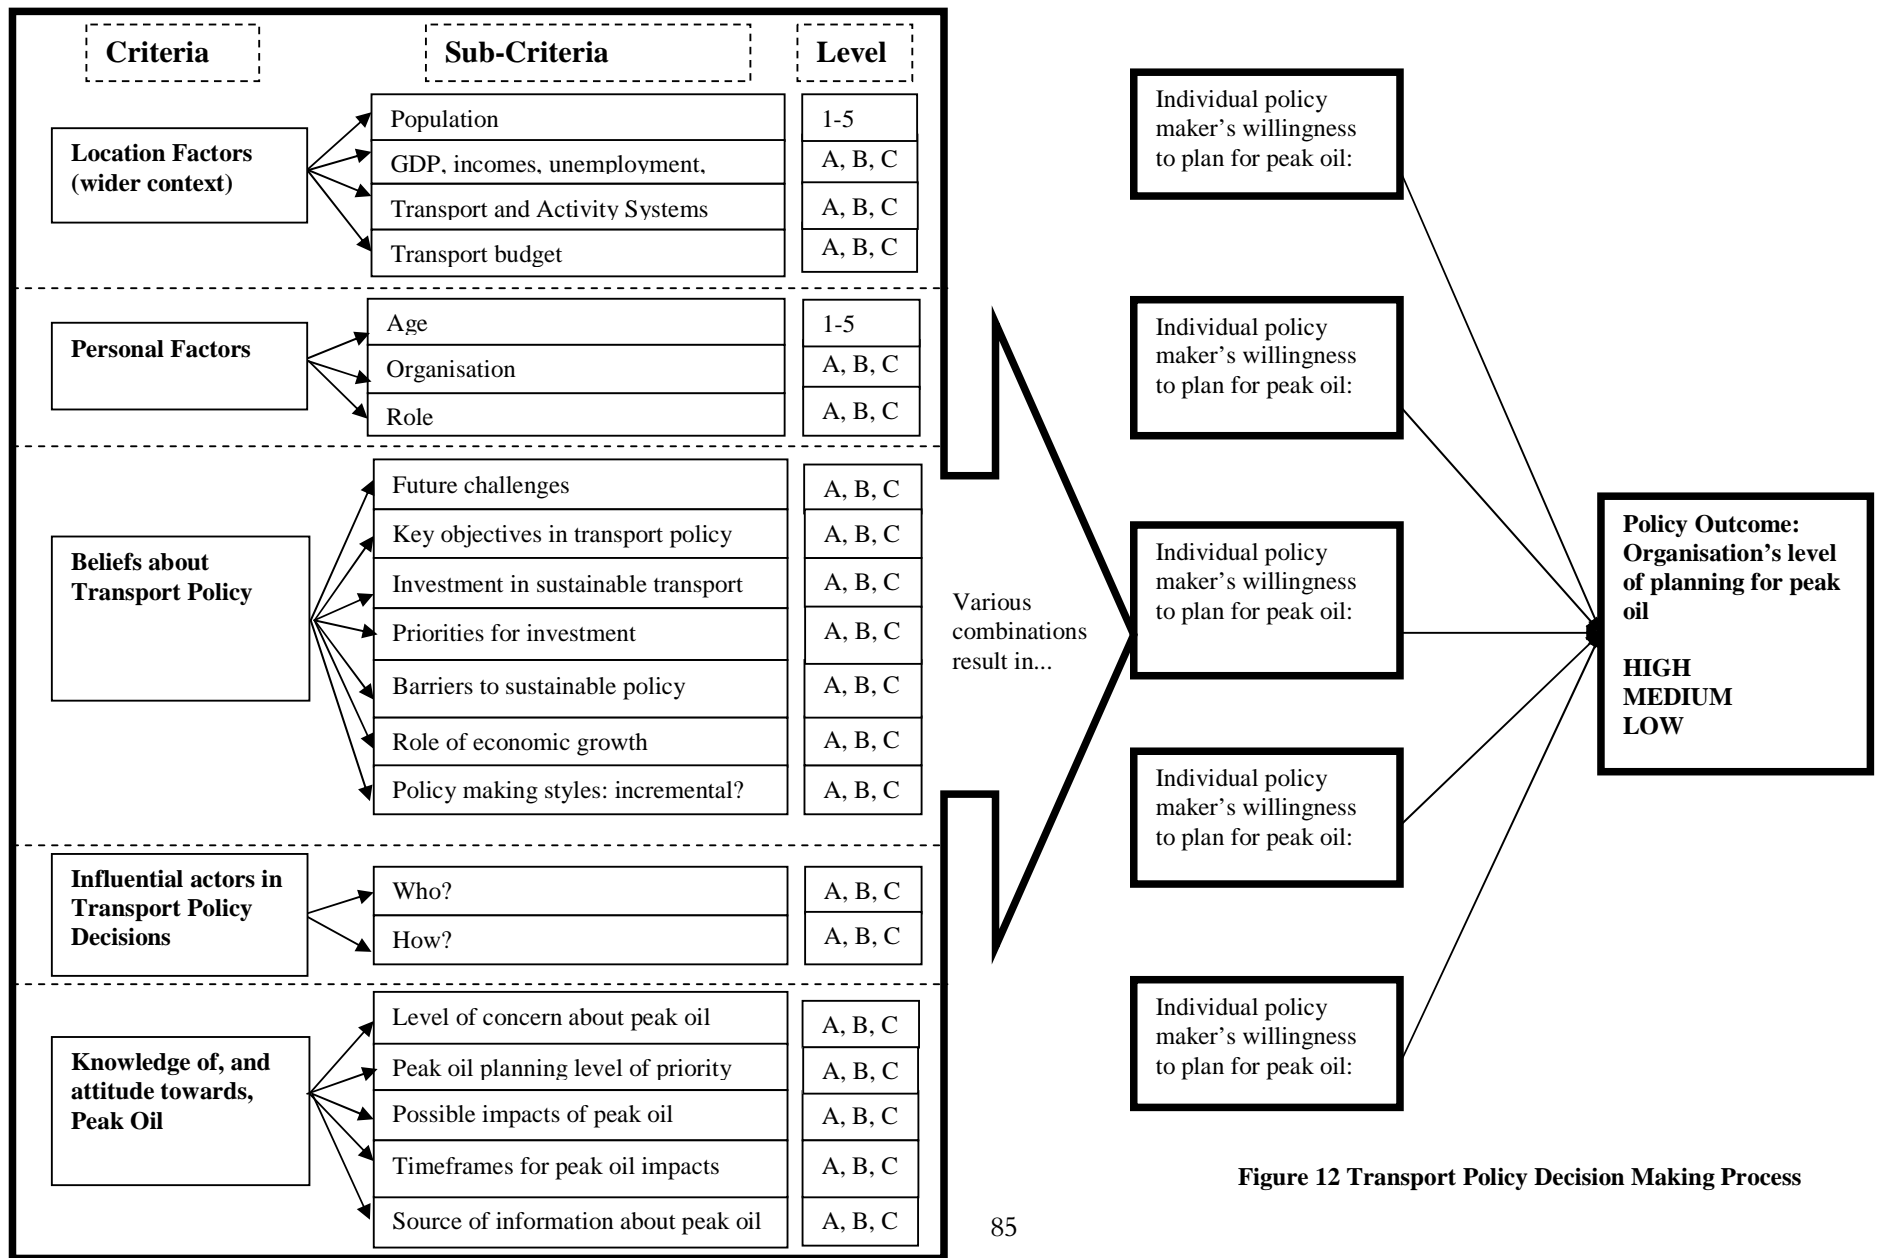 Criteria
Sub-Criteria
Level
Location Factors
(wider context)
Population
1-5
GDP, incomes, unemployment,
A, B, C
Transport and Activity Systems
A, B, C
Transport budget
A, B, C
Personal Factors
Age
1-5
Organisation
A, B, C
Role
A, B, C
Beliefs about
Transport Policy
Future challenges
A, B, C
Key objectives in transport policy
A, B, C
Investment in sustainable transport
A, B, C
Priorities for investment
A, B, C
Barriers to sustainable policy
A, B, C
Role of economic growth
A, B, C
Policy making styles: incremental?
A, B, C
Influential actors in
Transport Policy
Decisions
Who?
A, B, C
How?
A, B, C
Knowledge of, and
attitude towards,
Peak Oil
Level of concern about peak oil
A, B, C
Peak oil planning level of priority
A, B, C
Possible impacts of peak oil
A, B, C
Timeframes for peak oil impacts
A, B, C
Source of information about peak oil
A, B, C
Various
combinations
result in...
Individual policy
maker’s willingness
to plan for peak oil:
Individual policy
maker’s willingness
to plan for peak oil:
Individual policy
maker’s willingness
to plan for peak oil:
Individual policy
maker’s willingness
to plan for peak oil:
Individual policy
maker’s willingness
to plan for peak oil:
Policy Outcome:
Organisation’s level
of planning for peak
oil
HIGH
MEDIUM
LOW
Figure 12 Transport Policy Decision Making Process
85